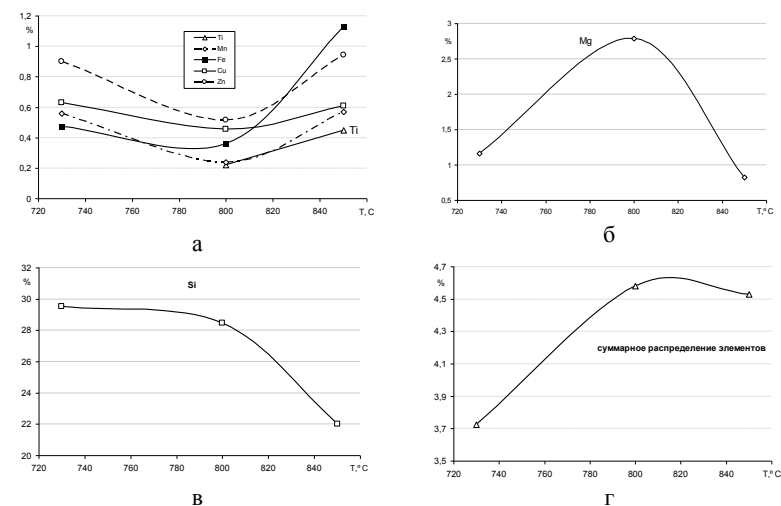 1,2
%
1
0,8
0,6
0,4
0,2
0
Ti
Mn
Fe
Cu
Zn
Ti
720 740 760 780 800 820 840 T, C
а
3
%
2,5
2
1,5
1
0,5
Mg
720 740 760 780 800 820 840 T,º C
б
32
%
30
28
26
24
22
20
Si
720 740 760 780 800 820 840 T,º C
в
4,7
%
4,5
4,3
4,1
3,9
3,7
3,5
суммарное распределение элементов
720 740 760 780 800 820 840 T,º C
г